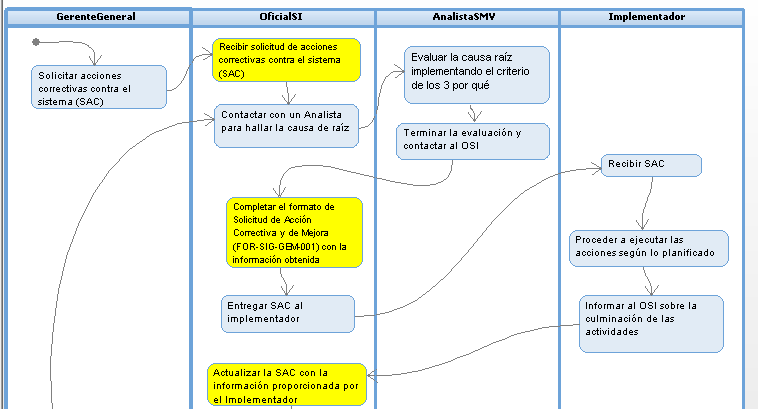 GerenteGeneral
OficialSI
AnalistaSMV
Implementador
Solicitar acciones
correctivas contra el
sistema (SAC)
Recibir solicitud de acciones
correctivas contra el sistema
(SAC)
Contactar con un Analista
para hallar la causa de raíz
Evaluar la causa raíz
implementando el criterio
de los 3 por qué
Terminar la evaluación y
contactar al OSI
Completar el formato de
Solicitud de Acción
Correctiva y de Mejora
(FOR-SIG-GEM-001) con la
información obtenida
Entregar SAC al
implementador
Recibir SAC
Proceder a ejecutar las
acciones según lo planificado
Informar al OSI sobre la
culminación de las
actividades
Actualizar la SAC con la
información proporcionada por
el Implementador